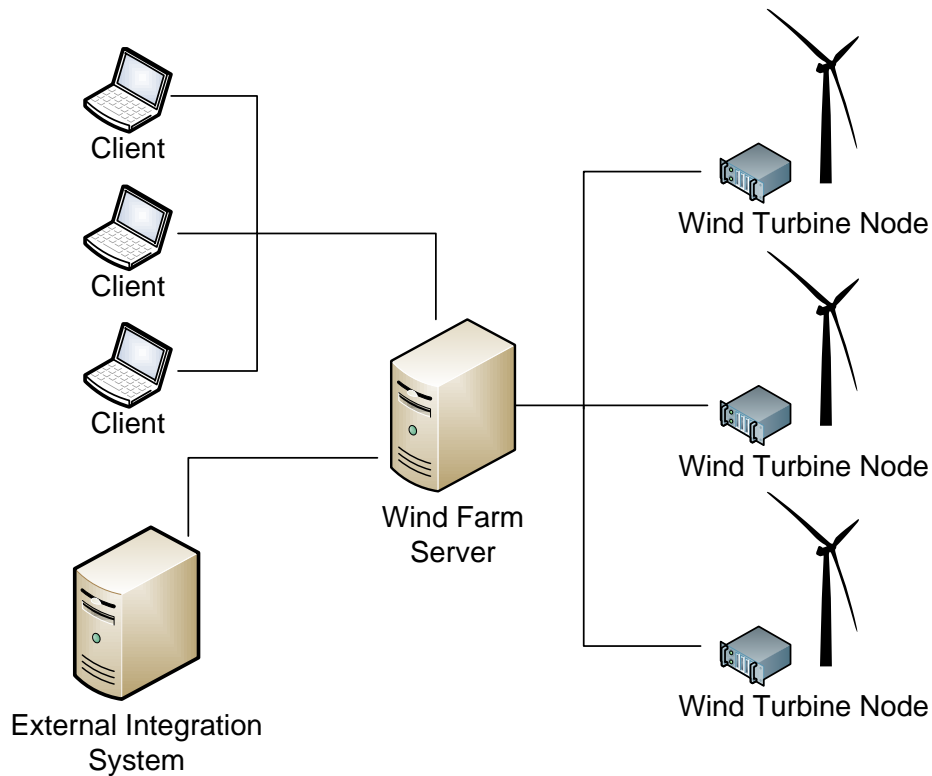 Client
Client
Client
Wind Farm
Server
External Integration
System
Wind Turbine Node
Wind Turbine Node
Wind Turbine Node